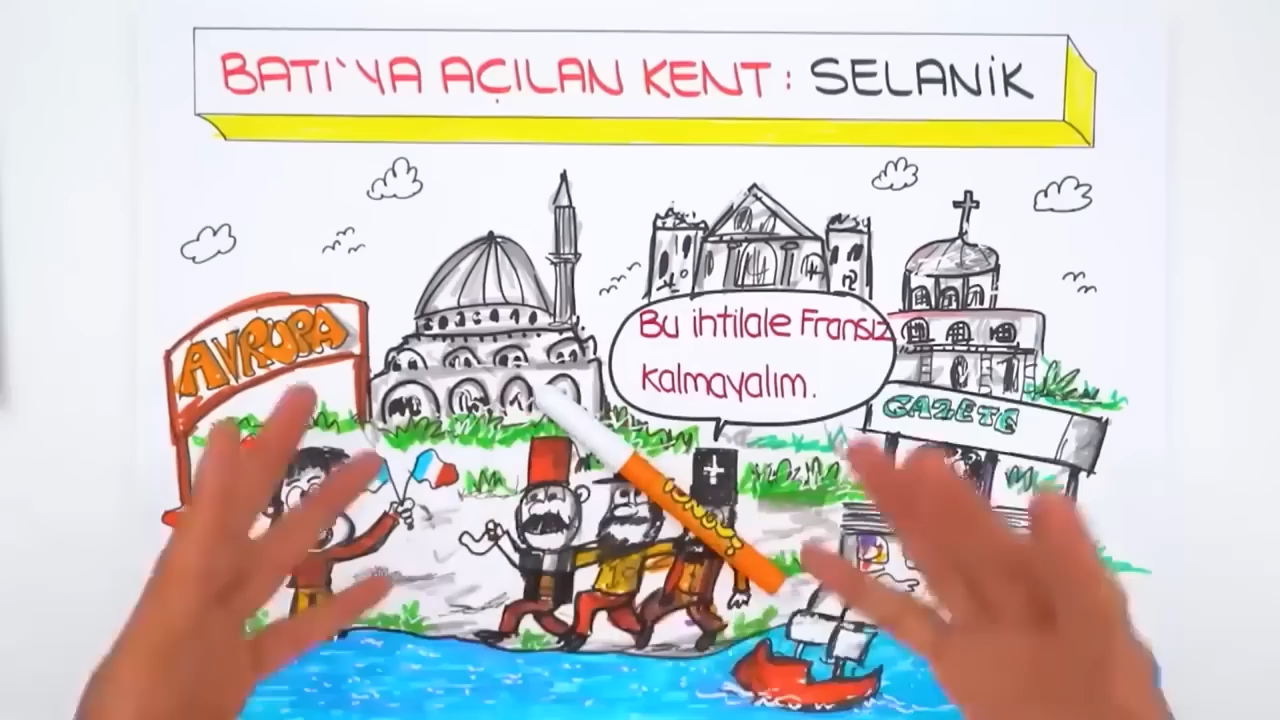 BATI'YA AÇILAN KENT: SELANİK
AVRUPA
Bu ihtilale Fransız
kalmayalım.
GAZETE